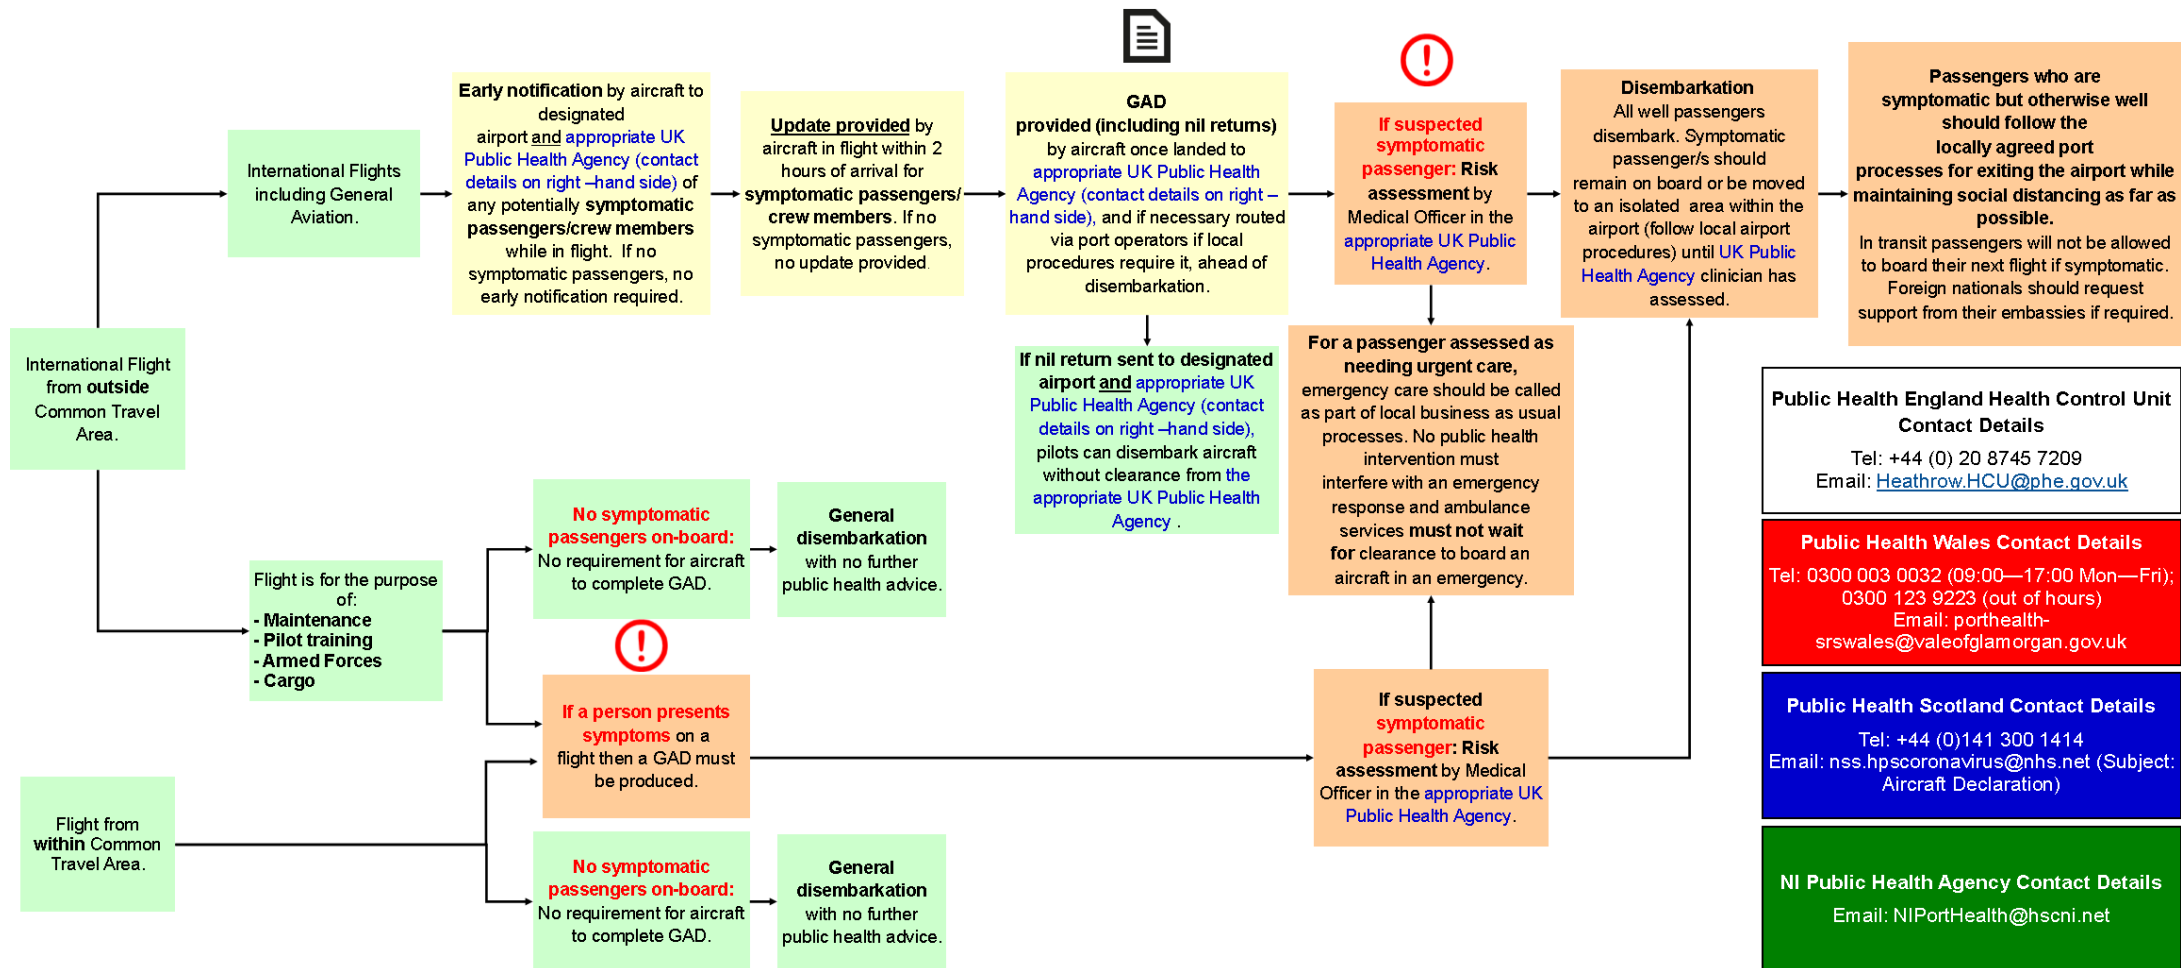 International Flight
from outside
Common Travel
Area.
International Flights
including General
Aviation.
Early notification by aircraft to
designated
airport and appropriate UK
Public Health Agency (contact
details on right –hand side) of
any potentially symptomatic
passengers/crew members
while in flight. If no
symptomatic passengers, no
early notification required.
Update provided by
aircraft in flight within 2
hours of arrival for
symptomatic passengers/
crew members. If no
symptomatic passengers,
no update provided.
GAD
provided (including nil returns)
by aircraft once landed to
appropriate UK Public Health
Agency (contact details on right –
hand side), and if necessary routed
via port operators if local
procedures require it, ahead of
disembarkation.
If nil return sent to designated
airport and appropriate UK
Public Health Agency (contact
details on right –hand side),
pilots can disembark aircraft
without clearance from the
appropriate UK Public Health
Agency .
If suspected
symptomatic
passenger: Risk
assessment by
Medical Officer in the
appropriate UK Public
Health Agency.
For a passenger assessed as
needing urgent care,
emergency care should be called
as part of local business as usual
processes. No public health
intervention must
interfere with an emergency
response and ambulance
services must not wait
for clearance to board an
aircraft in an emergency.
Disembarkation
All well passengers
disembark. Symptomatic
passenger/s should
remain on board or be moved
to an isolated area within the
airport (follow local airport
procedures) until UK Public
Health Agency clinician has
assessed.
Passengers who are
symptomatic but otherwise well
should follow the
locally agreed port
processes for exiting the airport while
maintaining social distancing as far as
possible.
In transit passengers will not be allowed
to board their next flight if symptomatic.
Foreign nationals should request
support from their embassies if required.
Flight is for the purpose
of:
- Maintenance
- Pilot training
- Armed Forces
- Cargo
No symptomatic
passengers on-board:
No requirement for aircraft
to complete GAD.
General
disembarkation
with no further
public health advice.
If a person presents
symptoms on a
flight then a GAD must
be produced.
If suspected
symptomatic
passenger: Risk
assessment by Medical
Officer in the appropriate UK
Public Health Agency.
Flight from
within Common
Travel Area.
No symptomatic
passengers on-board:
No requirement for aircraft
to complete GAD.
General
disembarkation
with no further
public health advice.
Public Health England Health Control Unit
Contact Details
Tel: +44 (0) 20 8745 7209
Email: Heathrow.HCU@phe.gov.uk
Public Health Wales Contact Details
Tel: 0300 003 0032 (09:00—17:00 Mon—Fri);
0300 123 9223 (out of hours)
Email: porthealth-
srswales@valeofglamorgan.gov.uk
Public Health Scotland Contact Details
Tel: +44 (0)141 300 1414
Email: nss.hpscoronavirus@nhs.net (Subject:
Aircraft Declaration)
NI Public Health Agency Contact Details
Email: NIPortHealth@hscni.net